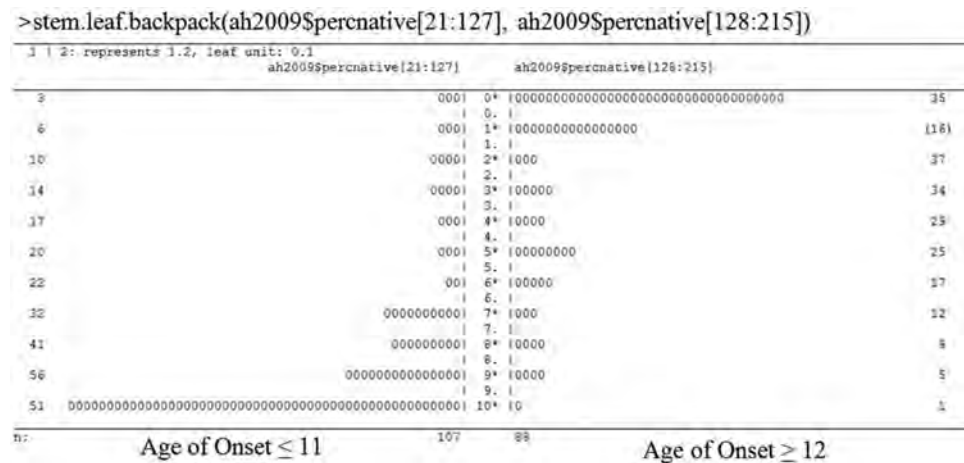 >stem.leaf.backpack(ah2009$percnative[21:127], ah2009$percnative[128:215])
1 | 2: represents 1.2, leaf unit: 0.1
ah2009$percnative[21:127] ah2009$percnative[128:215]
3 000| 0* |00000000000000000000000000000000000 35
| 0. |
6 000| 1* |0000000000000000 (16)
| 1. |
10 0000| 2* |000 37
| 2. |
14 0000| 3* |00000 34
| 3. |
17 000| 4* |0000 29
| 4. |
20 000| 5* |00000000 25
| 5. |
22 00| 6* |00000 17
| 6. |
32 0000000000| 7* |000 12
| 7. |
41 000000000| 8* |0000 9
| 8. |
56 000000000000000| 9* |0000 5
| 9. |
51 000000000000000000000000000000000000000000000000000| 10* |0 1
n: 107 88
Age of Onset ≤ 11 Age of Onset ≥ 12